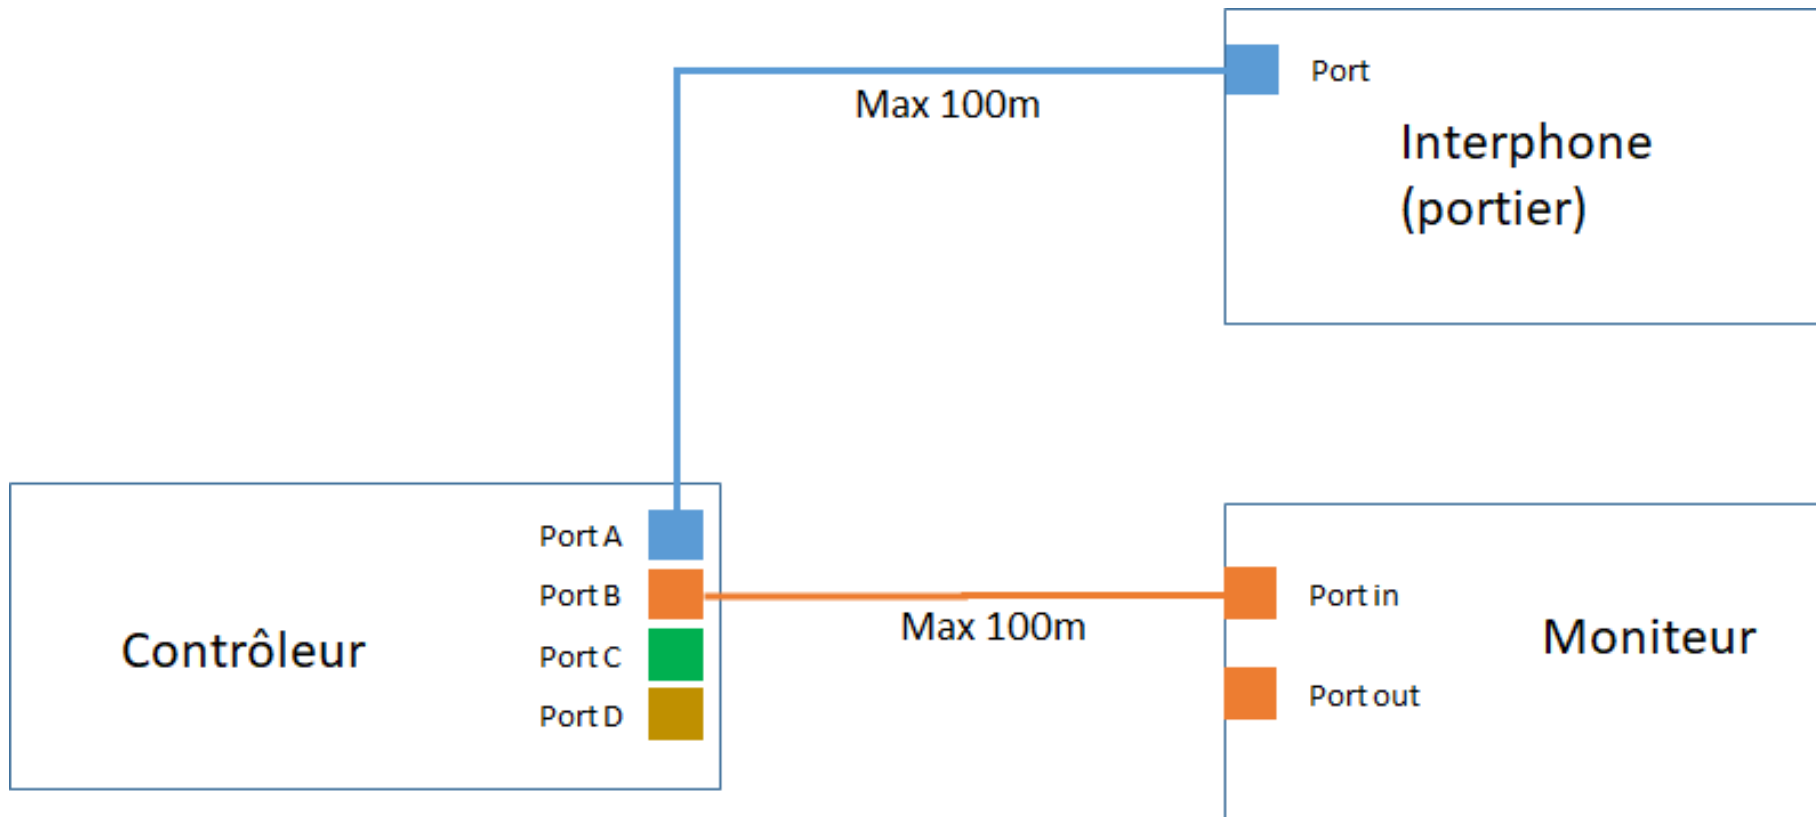 Port
Max 100m
Interphone
(portier)
Port A
Port B
Port in
Max 100m
Contrôleur
Moniteur
Port C
Port out
Port D